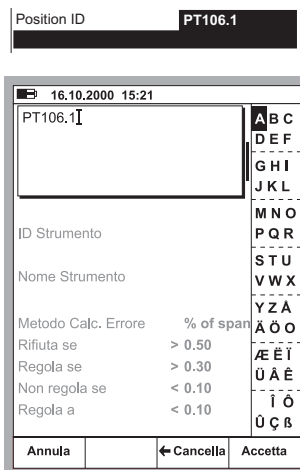 Position ID PT106.1
16.10.2000 15:21
PT106.1
ID Strumento
Nome Strumento
Metodo Calc. Errore % of span
Rifiuta se > 0.50
Regola se > 0.30
Non regola se < 0.10
Regola a < 0.10
A B C
D E F
G H I
J K L
M N O
P Q R
S T U
V W X
Y Z Å
Ä Ö O
Æ Ë Ï
Ü Â Ê
Î Ô
Û Ç ß
Annula ←Cancella Accetta